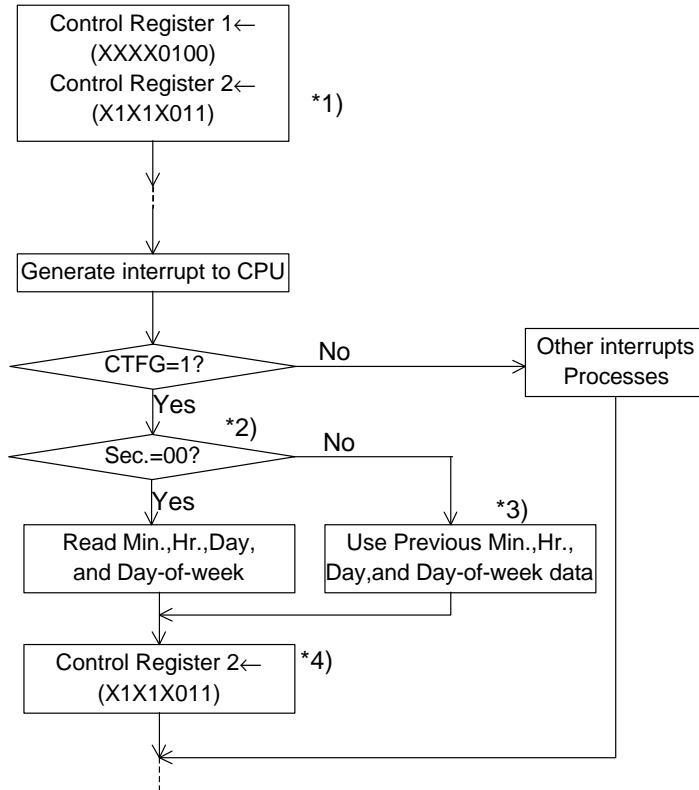 Control Register 1←
(XXXX0100)
Control Register 2←
(X1X1X011)
*1)
Generate interrupt to CPU
CTFG=1?
No
Other interrupts
Processes
Yes
*2)
Sec.=00?
No
Yes
*3)
Read Min.,Hr.,Day,
and Day-of-week
Use Previous Min.,Hr.,
Day,and Day-of-week data
Control Register 2←
(X1X1X011)
*4)